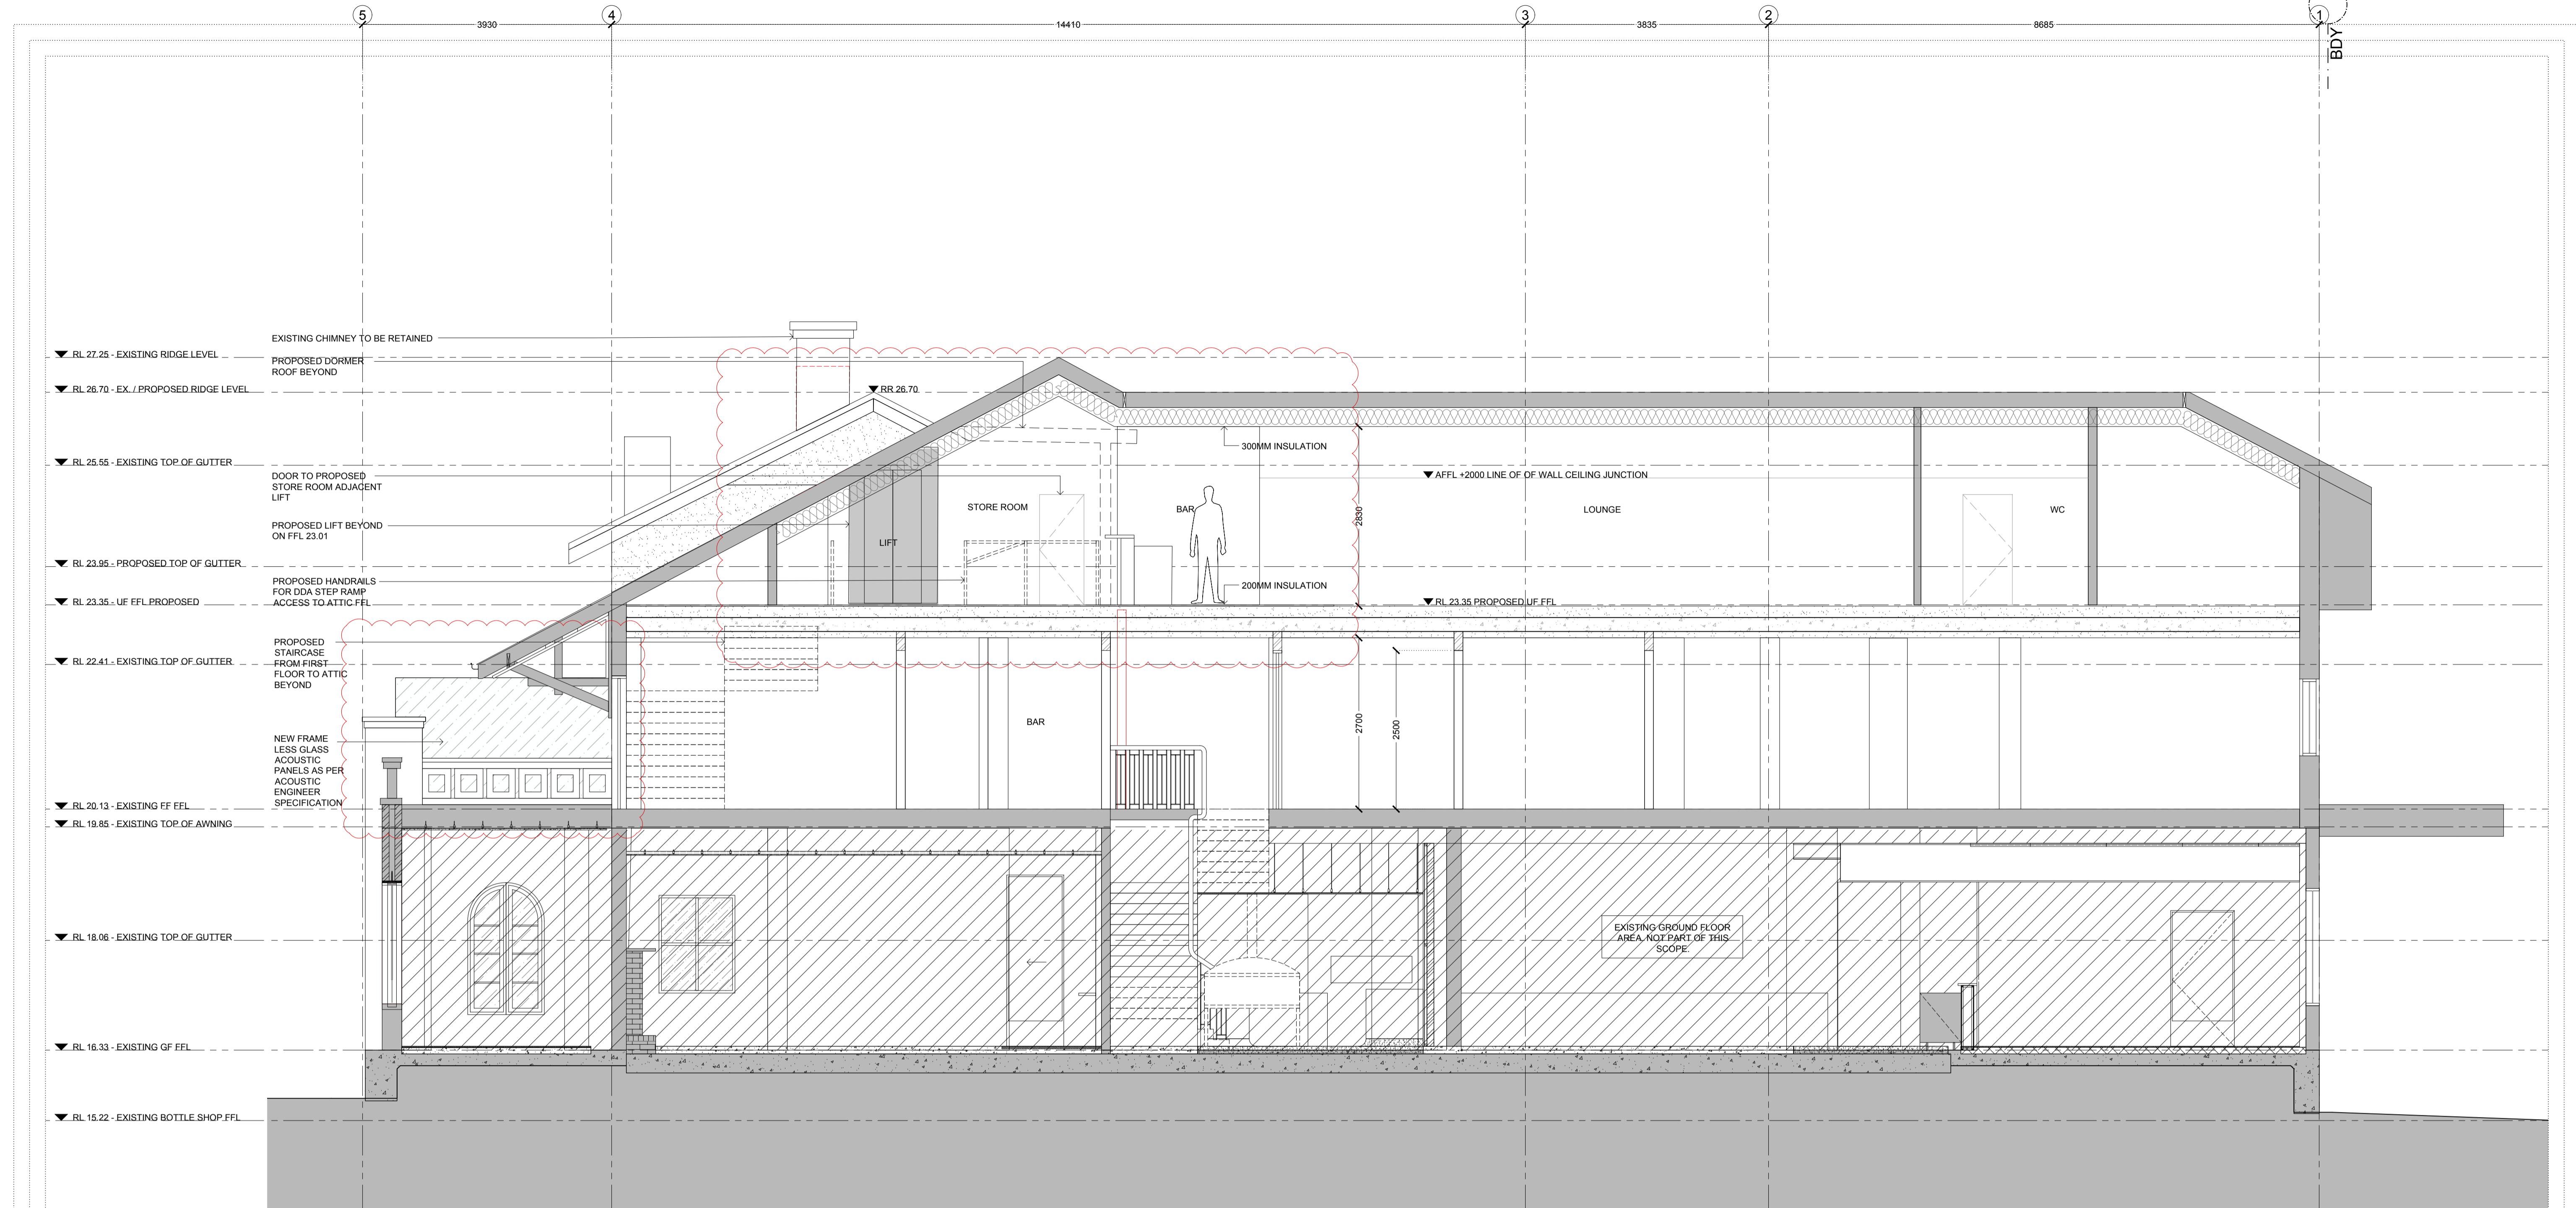 5
4
3
2
1
3930
14410
3835
8685
BDY
EXISTING CHIMNEY TO BE RETAINED
RL 27.25 - EXISTING RIDGE LEVEL
PROPOSED DORMER
ROOF BEYOND
RL 26.70 - EX. / PROPOSED RIDGE LEVEL
RR 26.70
300MM INSULATION
RL 25.55 - EXISTING TOP OF GUTTER
DOOR TO PROPOSED
STORE ROOM ADJACENT
LIFT
AFFL +2000 LINE OF OF WALL CEILING JUNCTION
STORE ROOM
BAR
2830
LOUNGE
WC
PROPOSED LIFT BEYOND
ON FFL 23.01
LIFT
RL 23.95 - PROPOSED TOP OF GUTTER
PROPOSED HANDRAILS
FOR DDA STEP RAMP
ACCESS TO ATTIC FFL
200MM INSULATION
RL 23.35 - UF FFL PROPOSED
RL 23.35 PROPOSED UF FFL
PROPOSED
STAIRCASE
FROM FIRST
FLOOR TO ATTIC
BEYOND
RL 22.41 - EXISTING TOP OF GUTTER
BAR
2700
2500
NEW FRAME
LESS GLASS
ACOUSTIC
PANELS AS PER
ACOUSTIC
ENGINEER
SPECIFICATION
RL 20.13 - EXISTING FF FFL
RL 19.85 - EXISTING TOP OF AWNING
EXISTING GROUND FLOOR
AREA. NOT PART OF THIS
SCOPE.
RL 18.06 - EXISTING TOP OF GUTTER
RL 16.33 - EXISTING GF FFL
RL 15.22 - EXISTING BOTTLE SHOP FFL